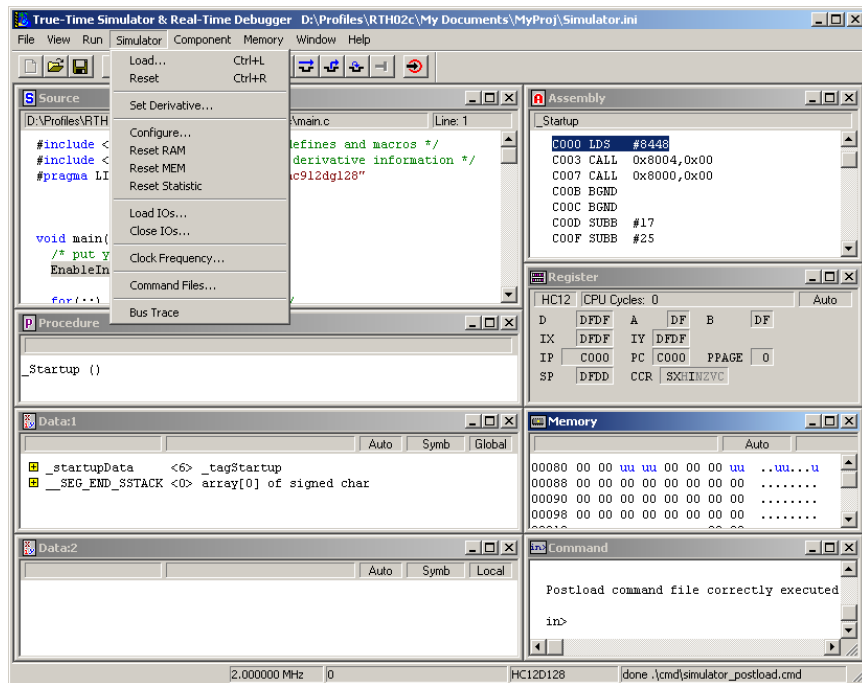 True-Time Simulator & Real-Time Debugger D:\Profiles\RTH02c\My Documents\MyProj\Simulator.ini
File View Run Simulator Component Memory Window Help
Load... Ctrl+L
Reset Ctrl+R
Set Derivative...
Configure...
Reset RAM
Reset MEM
Reset Statistic
Load IOs...
Close IOs...
Clock Frequency...
Command Files...
Bus Trace
Source
D:\Profiles\RTH :\main.c Line: 1
#include < efines and macros */
#include < derivative information */
#pragma LI c912dg128"
void main(
/* put y
EnableIn
for(;;)
Assembly
_Startup
C000 LDS #8448
C003 CALL 0x8004,0x00
C007 CALL 0x8000,0x00
C00B BGND
C00C BGND
C00D SUBB #17
C00F SUBB #25
Register
HC12 CPU Cycles: 0 Auto
D DFDF A DF B DF
IX DFDF IY DFDF
IP C000 PC C000 PPAGE 0
SP DFDD CCR SXHINZVC
Procedure
_Startup ()
Data:1
Auto Symb Global
_startupData <6> _tagStartup
__SEG_END_SSTACK <0> array[0] of signed char
Memory
Auto
00080 00 00 uu uu 00 00 00 uu ..uu...u
00088 00 00 00 00 00 00 00 00 ........
00090 00 00 00 00 00 00 00 00 ........
00098 00 00 00 00 00 00 00 00 ........
Data:2
Auto Symb Local
Command
Postload command file correctly executed
in>
2.000000 MHz 0 HC12D128 done .\cmd\simulator_postload.cmd